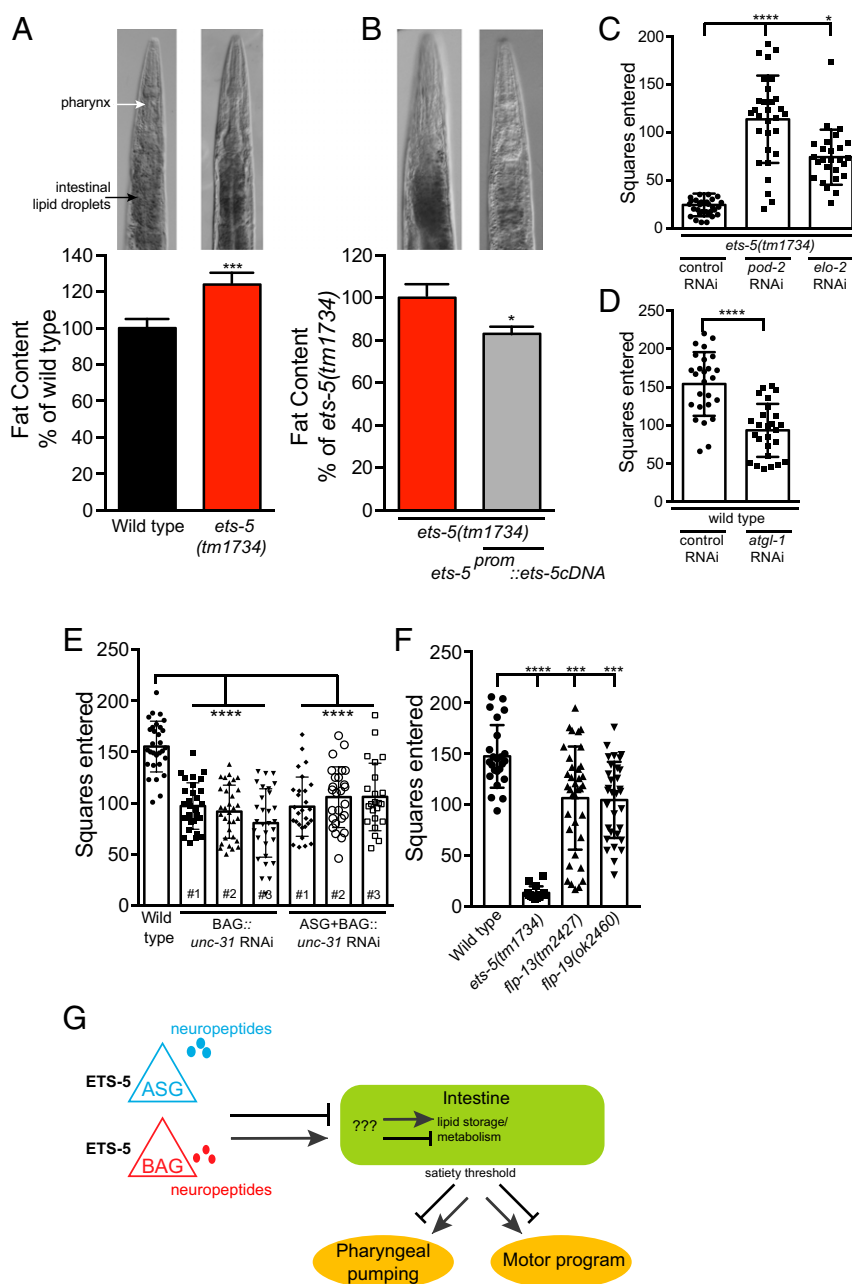 A
B
C
pharynx
intestinal
lipid droplets
Squares entered
200
150
100
50
0
****
*
ets-5(tm1734)
control
RNAi
pod-2
RNAi
elo-2
RNAi
Fat Content
% of wild type
140
120
100
80
60
40
20
0
***
Wild type
ets-5
(tm1734)
Fat Content
% of ets-5(tm1734)
120
100
80
60
40
20
0
*
ets-5(tm1734)
ets-5prom::ets-5cDNA
D
Squares entered
250
200
150
100
50
0
****
wild type
control
RNAi
atgl-1
RNAi
E
Squares entered
250
200
150
100
50
0
****
****
#1
#2
#3
#1
#2
#3
Wild
type
BAG::
unc-31 RNAi
ASG+BAG::
unc-31 RNAi
F
Squares entered
250
200
150
100
50
0
****
***
***
Wild type
ets-5(tm1734)
flp-13(tm2427)
flp-19(ok2460)
G
neuropeptides
ETS-5
ASG
ETS-5
BAG
neuropeptides
Intestine
???
lipid storage/
metabolism
satiety threshold
Pharyngeal
pumping
Motor program